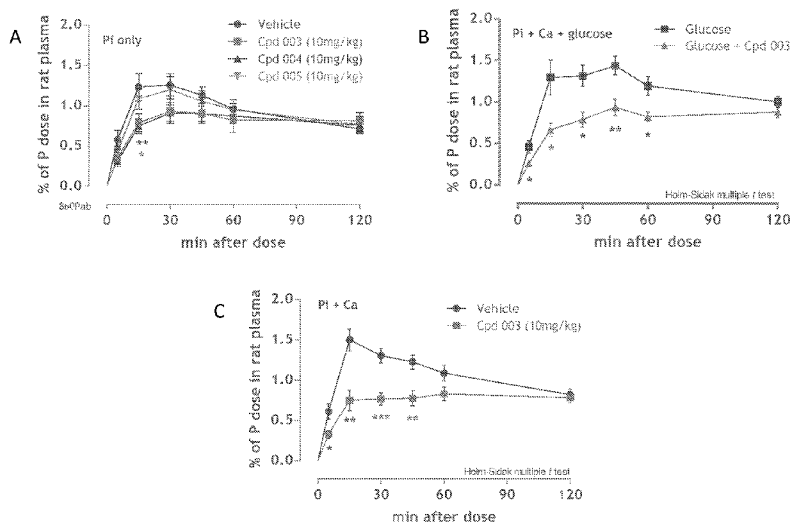 A
Pi only
Vehicle
Cpd 003 (10mg/kg)
Cpd 004 (10mg/kg)
Cpd 005 (10mg/kg)
% of P dose in rat plasma
2.0
1.5
1.0
0.5
0.0
**
*
0 30 60 90 120
min after dose
B
Pi + Ca + glucose
Glucose
Glucose + Cpd 003
% of P dose in rat plasma
2.0
1.5
1.0
0.5
0.0
* * * ** *
Holm-Sidak multiple t test
0 30 60 90 120
min after dose
C
Pi + Ca
Vehicle
Cpd 003 (10mg/kg)
% of P dose in rat plasma
2.0
1.5
1.0
0.5
0.0
* ** *** **
Holm-Sidak multiple t test
0 30 60 90 120
min after dose